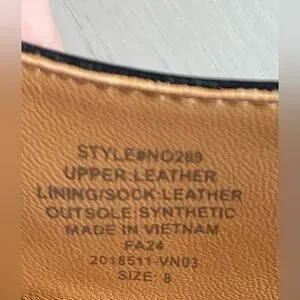 STYLE#NO289
UPPER LEATHER
LINING/SOCK LEATHER
OUTSOLE SYNTHETIC
MADE IN VIETNAM
FA24
2018511-VN03
SIZE: 8